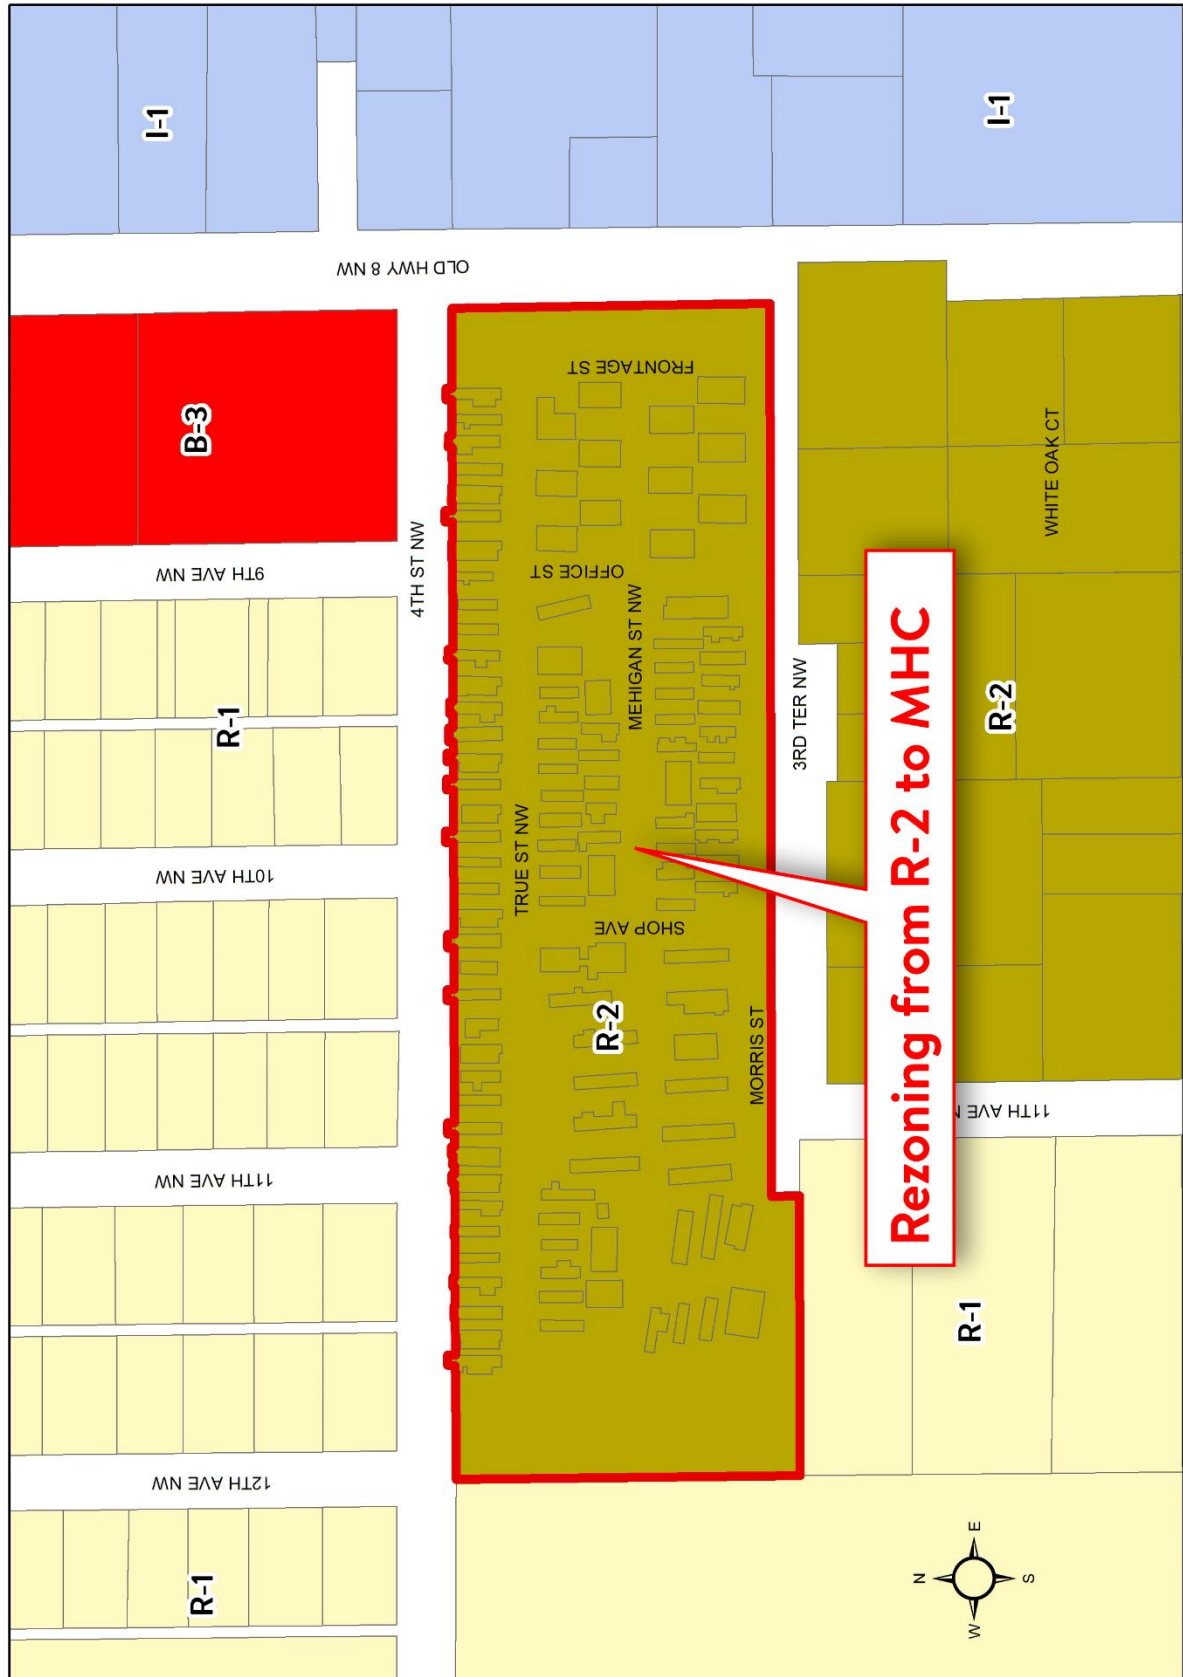 I-1
R-1
B-3
R-1
12TH AVE NW
11TH AVE NW
10TH AVE NW
9TH AVE NW
OLD HWY 8 NW
4TH ST NW
TRUE ST NW
OFFICE ST
FRONTAGE ST
R-2
SHOP AVE
MEHIGAN ST NW
MORRIS ST
3RD TER NW
Rezoning from R-2 to MHC
N
W
E
S
R-1
11TH AVE N
R-2
I-1
WHITE OAK CT